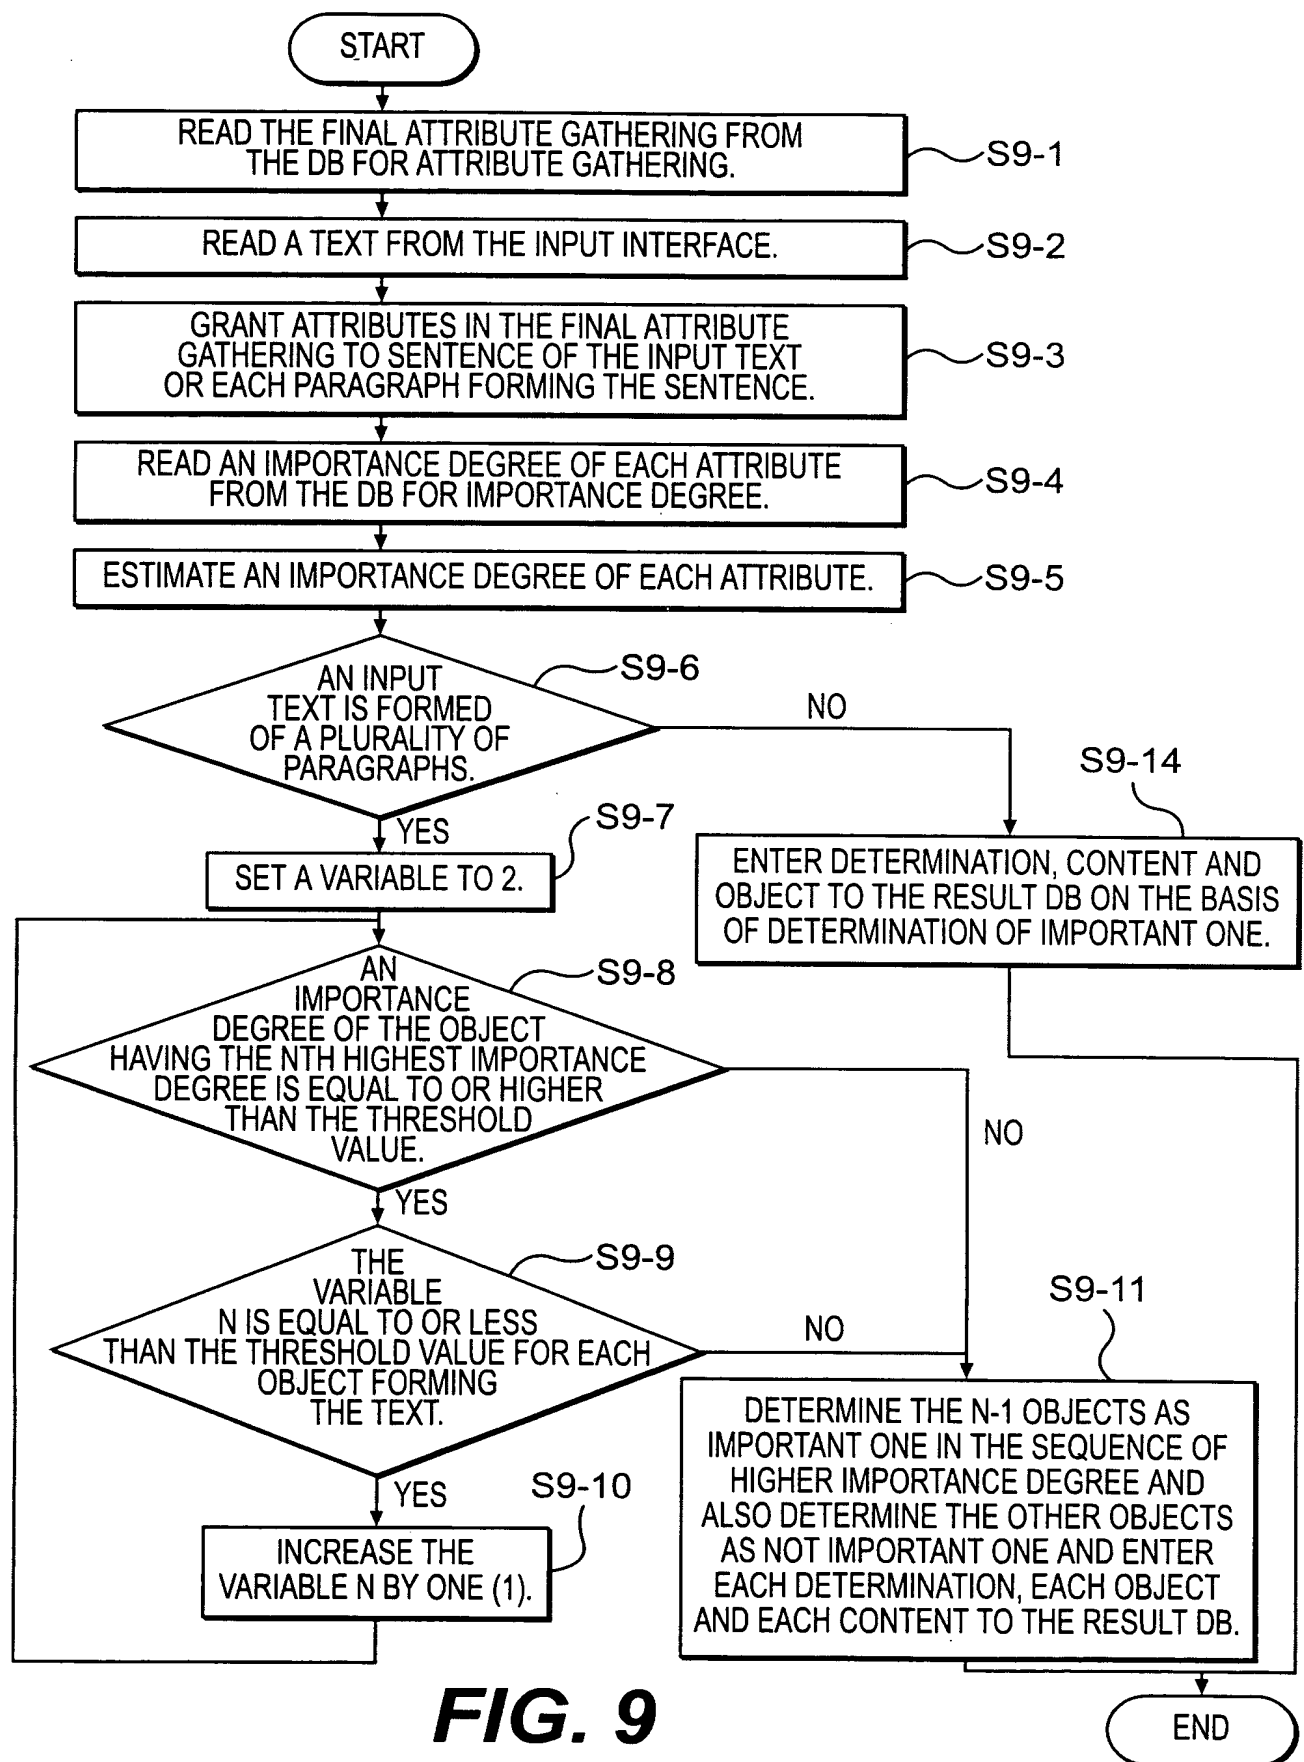 START
READ THE FINAL ATTRIBUTE GATHERING FROM
THE DB FOR ATTRIBUTE GATHERING.
S9-1
READ A TEXT FROM THE INPUT INTERFACE.
S9-2
GRANT ATTRIBUTES IN THE FINAL ATTRIBUTE
GATHERING TO SENTENCE OF THE INPUT TEXT
OR EACH PARAGRAPH FORMING THE SENTENCE.
S9-3
READ AN IMPORTANCE DEGREE OF EACH ATTRIBUTE
FROM THE DB FOR IMPORTANCE DEGREE.
S9-4
ESTIMATE AN IMPORTANCE DEGREE OF EACH ATTRIBUTE.
S9-5
AN INPUT
TEXT IS FORMED
OF A PLURALITY OF
PARAGRAPHS.
S9-6
NO
YES
S9-7
SET A VARIABLE TO 2.
S9-14
ENTER DETERMINATION, CONTENT AND
OBJECT TO THE RESULT DB ON THE BASIS
OF DETERMINATION OF IMPORTANT ONE.
AN
IMPORTANCE
DEGREE OF THE OBJECT
HAVING THE NTH HIGHEST IMPORTANCE
DEGREE IS EQUAL TO OR HIGHER
THAN THE THRESHOLD
VALUE.
S9-8
NO
YES
THE
VARIABLE
N IS EQUAL TO OR LESS
THAN THE THRESHOLD VALUE FOR EACH
OBJECT FORMING
THE TEXT.
S9-9
NO
YES
S9-10
INCREASE THE
VARIABLE N BY ONE (1).
S9-11
DETERMINE THE N-1 OBJECTS AS
IMPORTANT ONE IN THE SEQUENCE OF
HIGHER IMPORTANCE DEGREE AND
ALSO DETERMINE THE OTHER OBJECTS
AS NOT IMPORTANT ONE AND ENTER
EACH DETERMINATION, EACH OBJECT
AND EACH CONTENT TO THE RESULT DB.
END
FIG. 9